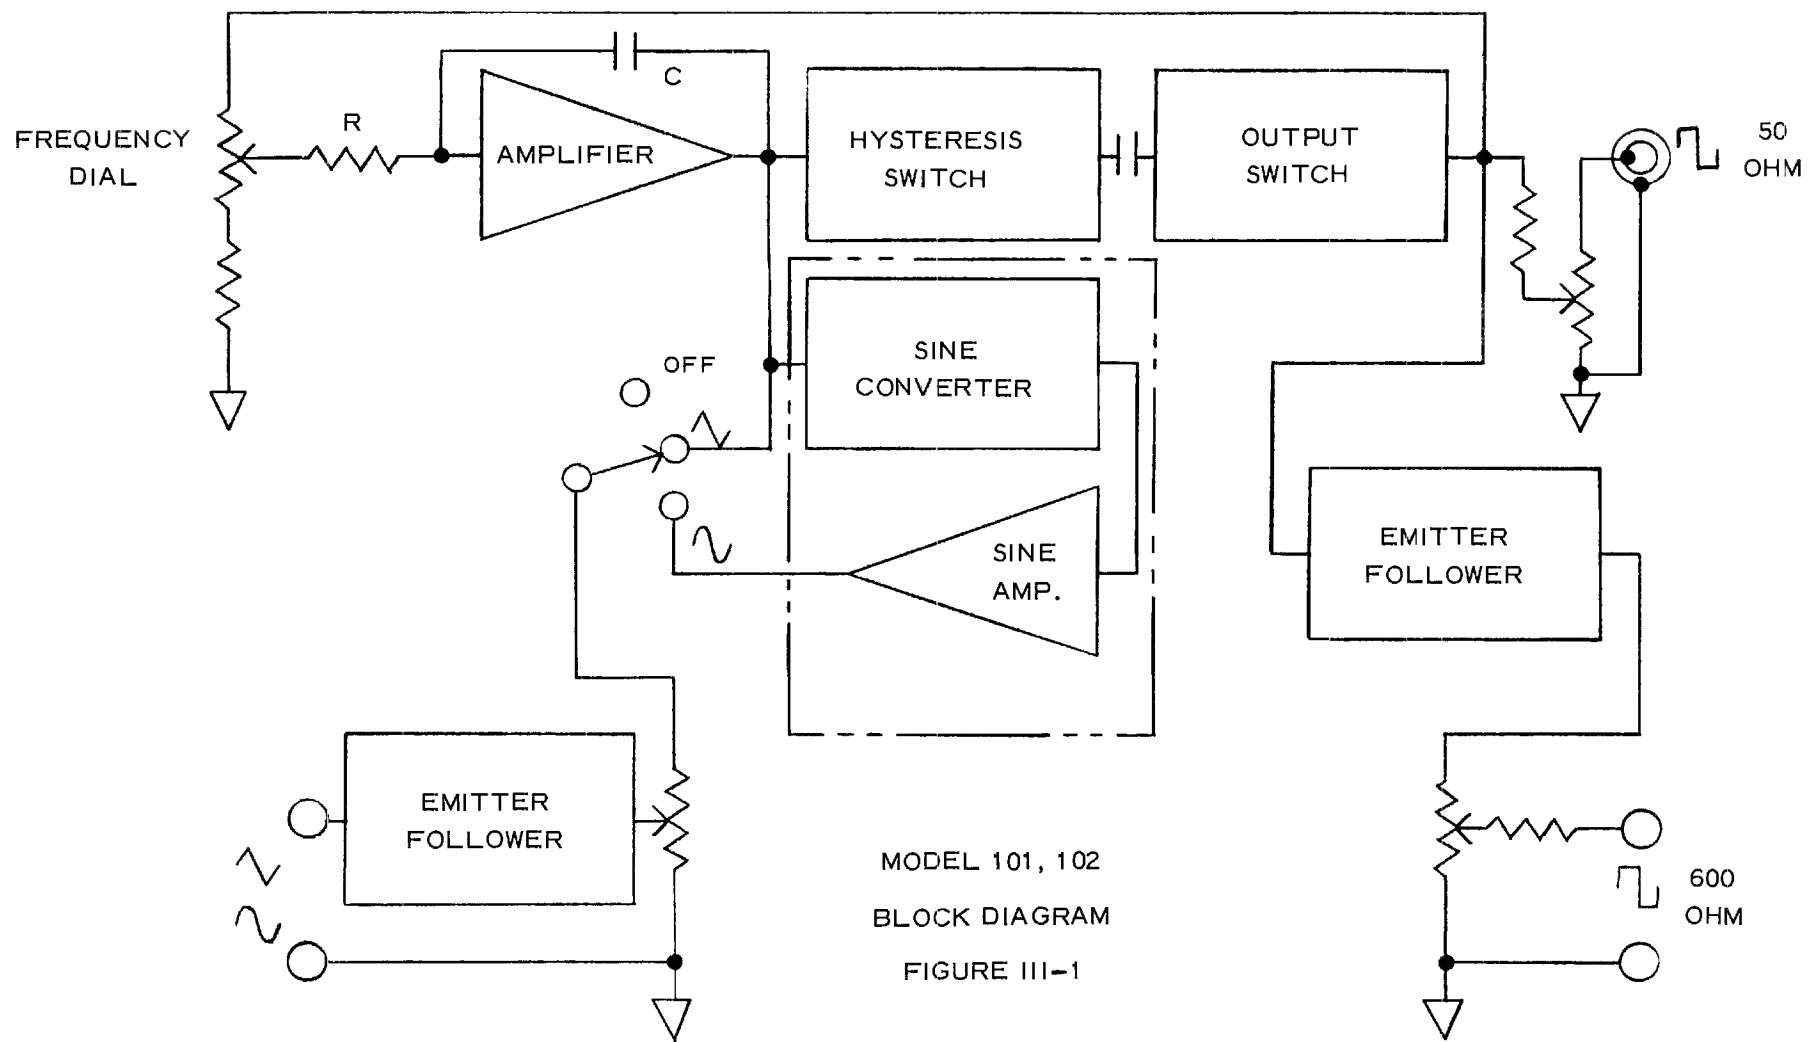 FREQUENCY
DIAL
R
C
AMPLIFIER
HYSTERESIS
SWITCH
OUTPUT
SWITCH
50
OHM
OFF
SINE
CONVERTER
SINE
AMP.
EMITTER
FOLLOWER
EMITTER
FOLLOWER
600
OHM
MODEL 101, 102
BLOCK DIAGRAM
FIGURE III-1